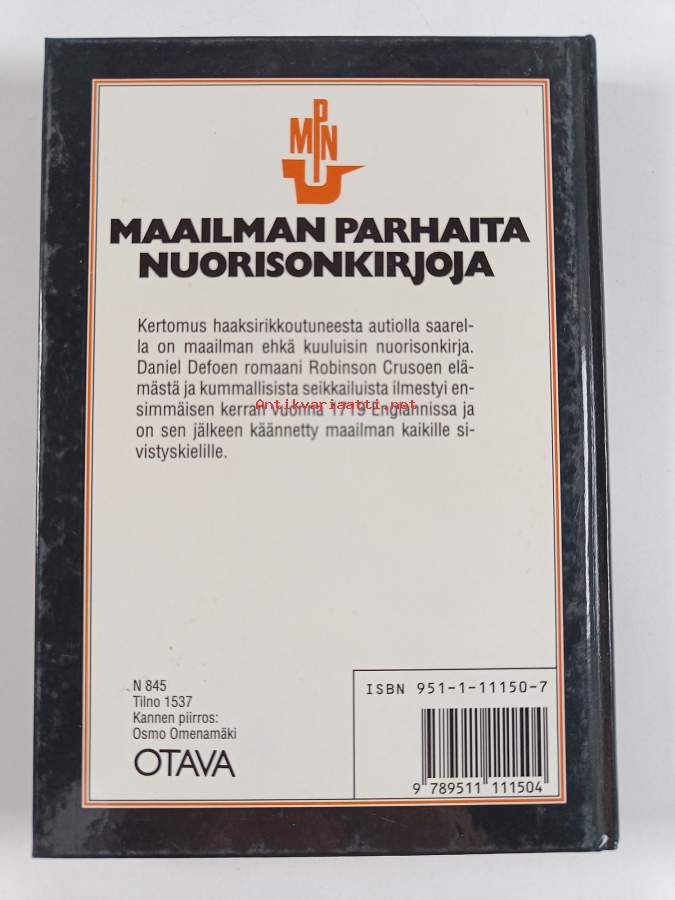 MPN
MAAILMAN PARHAITA
NUORISONKIRJOJA
Kertomus haaksirikkoutuneesta autiolla saarel-
la on maailman ehkä kuuluisin nuorisonkirja.
Daniel Defoen romaani Robinson Crusoen elä-
mästä ja kummallisista seikkailuista ilmestyi en-
simmäisen kerran vuonna 1719 Englannissa ja
Antikvariaatti.net
on sen jälkeen käännetty maailman kaikille si-
vistyskielille.
N 845
Tilno 1537
Kannen piirros:
Osmo Omenamäki
OTAVA
ISBN 951-1-11150-7
9 789511 111504